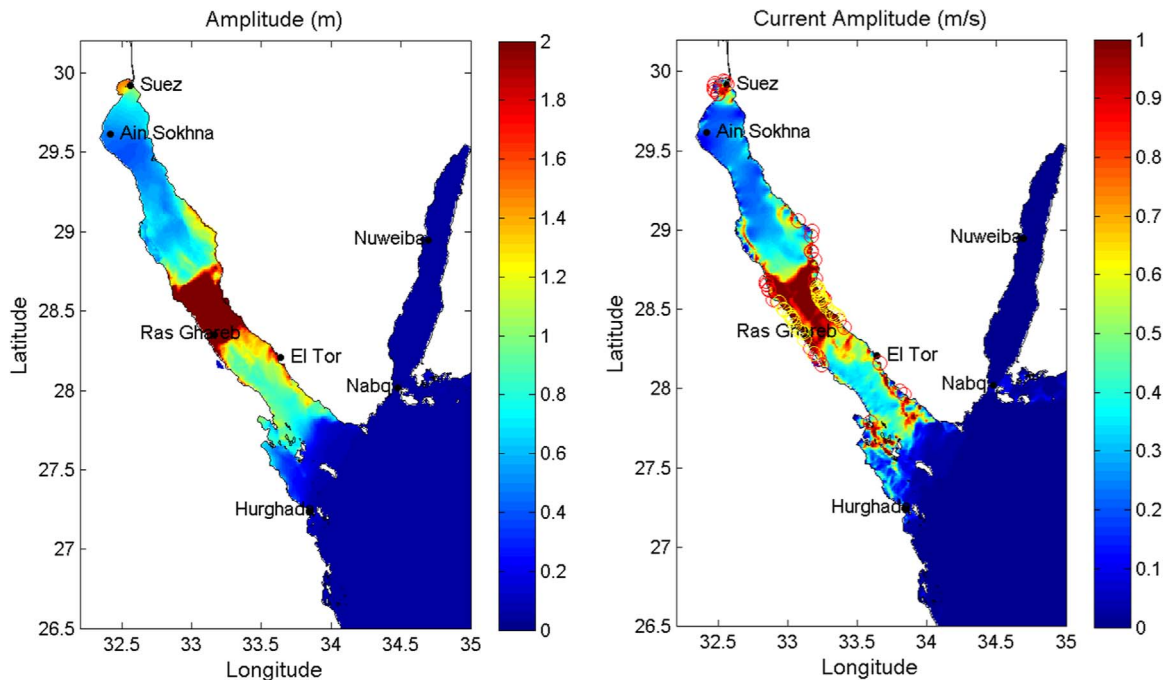 Amplitude (m)
30
29.5
29
28.5
28
27.5
27
26.5
Latitude
32.5
33
33.5
34
34.5
35
Longitude
Suez
Ain Sokhna
Nuweiba
Ras Ghareb
El Tor
Nabq
Hurghad
2
1.8
1.6
1.4
1.2
1
0.8
0.6
0.4
0.2
0
Current Amplitude (m/s)
30
29.5
29
28.5
28
27.5
27
26.5
Latitude
32.5
33
33.5
34
34.5
35
Longitude
Suez
Ain Sokhna
Nuweiba
Ras Ghareb
El Tor
Nabq
Hurghad
1
0.9
0.8
0.7
0.6
0.5
0.4
0.3
0.2
0.1
0